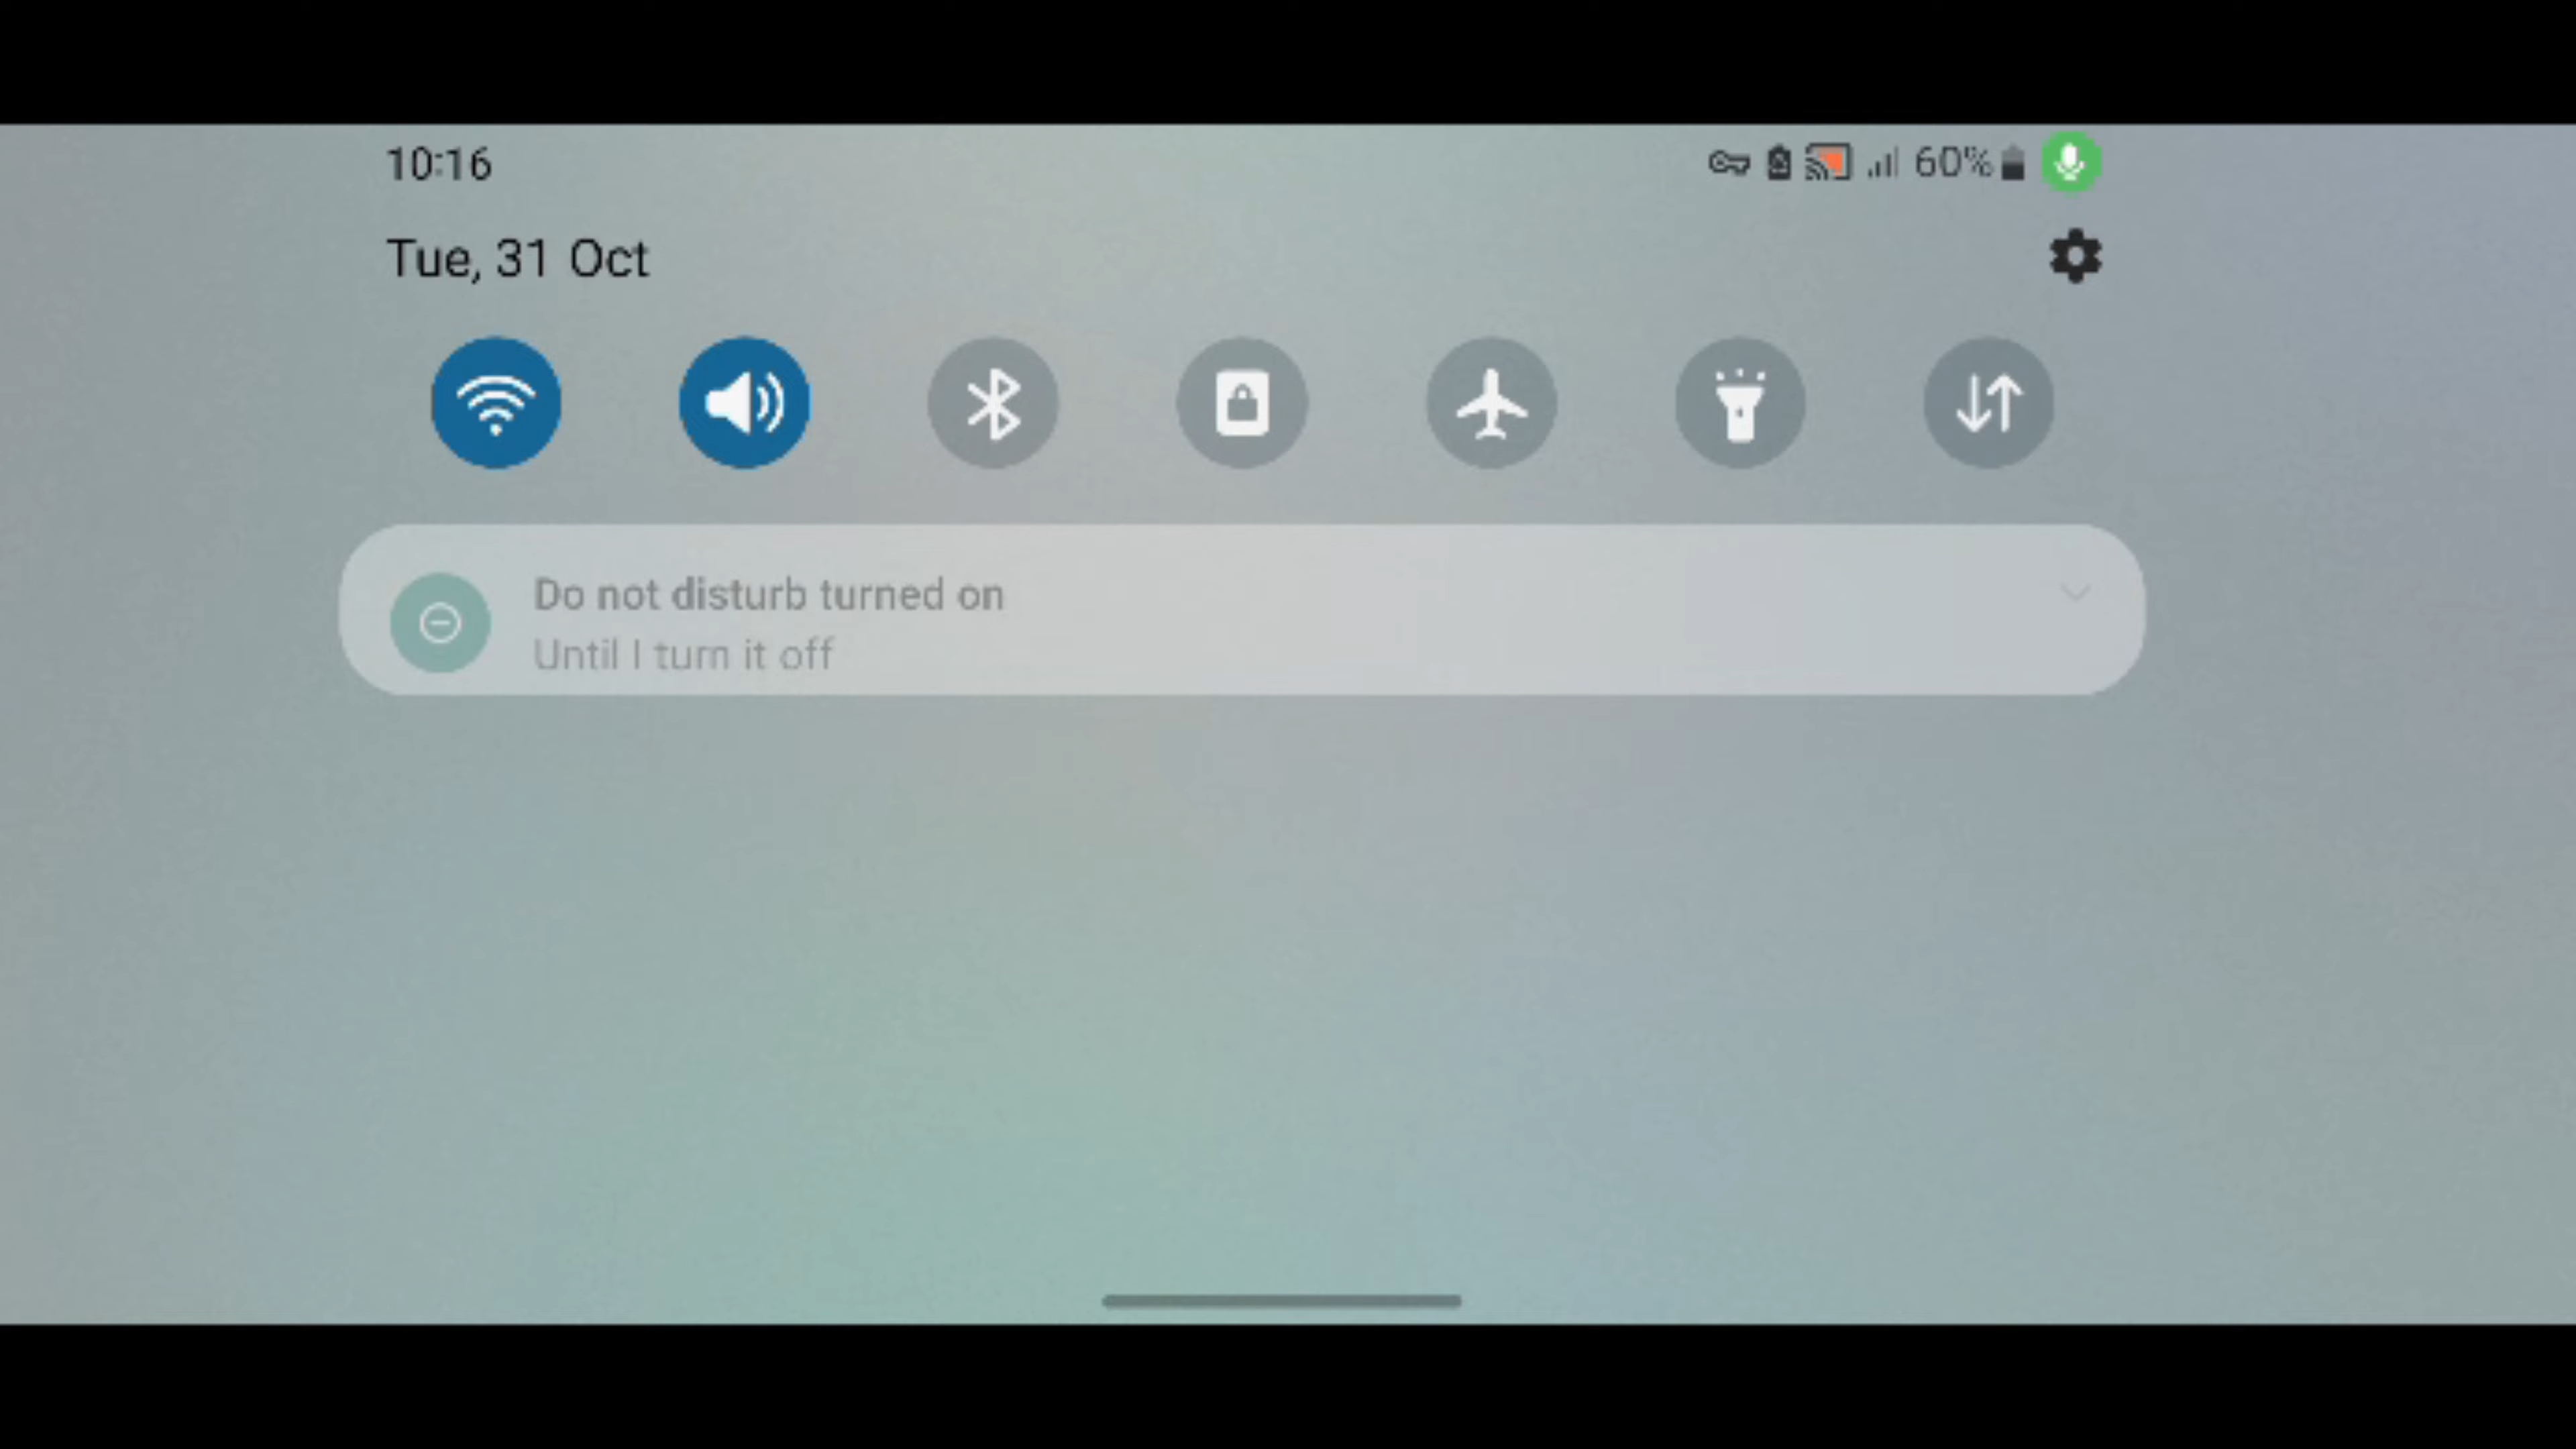 10:16
60%
Tue, 31 Oct
Do not disturb turned on
Until I turn it off